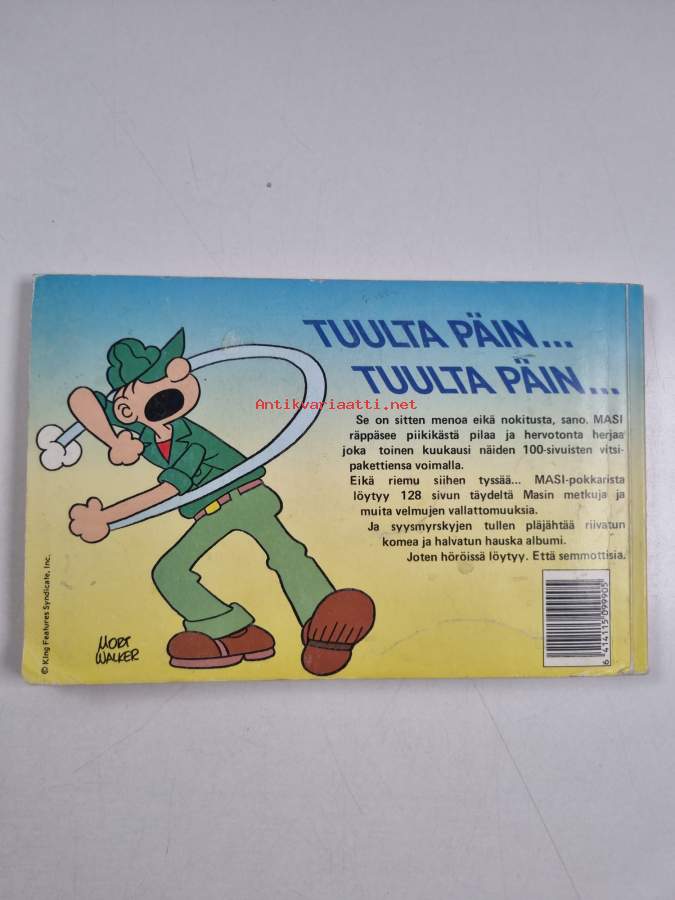 TUULTA PÄIN...
TUULTA PÄIN...
Antikvariaatti.net
Se on sitten menoa eikä nokitusta, sano. MASI
räppäsee piikikästä pilaa ja hervotonta herjaa
joka toinen kuukausi näiden 100-sivuisten vitsi-
pakettiensa voimalla.
Eikä riemu siihen tyssää... MASI-pokkarista
löytyy 128 sivun täydeltä Masin metkuja ja
muita velmujen vallattomuuksia.
Ja syysmyrskyjen tullen pläjähtää riivatun
komea ja halvatun hauska albumi.
Joten höröissä löytyy. Että semmottisia.
6 414115 099905
MORT
WALKER
© King Features Syndicate, Inc.